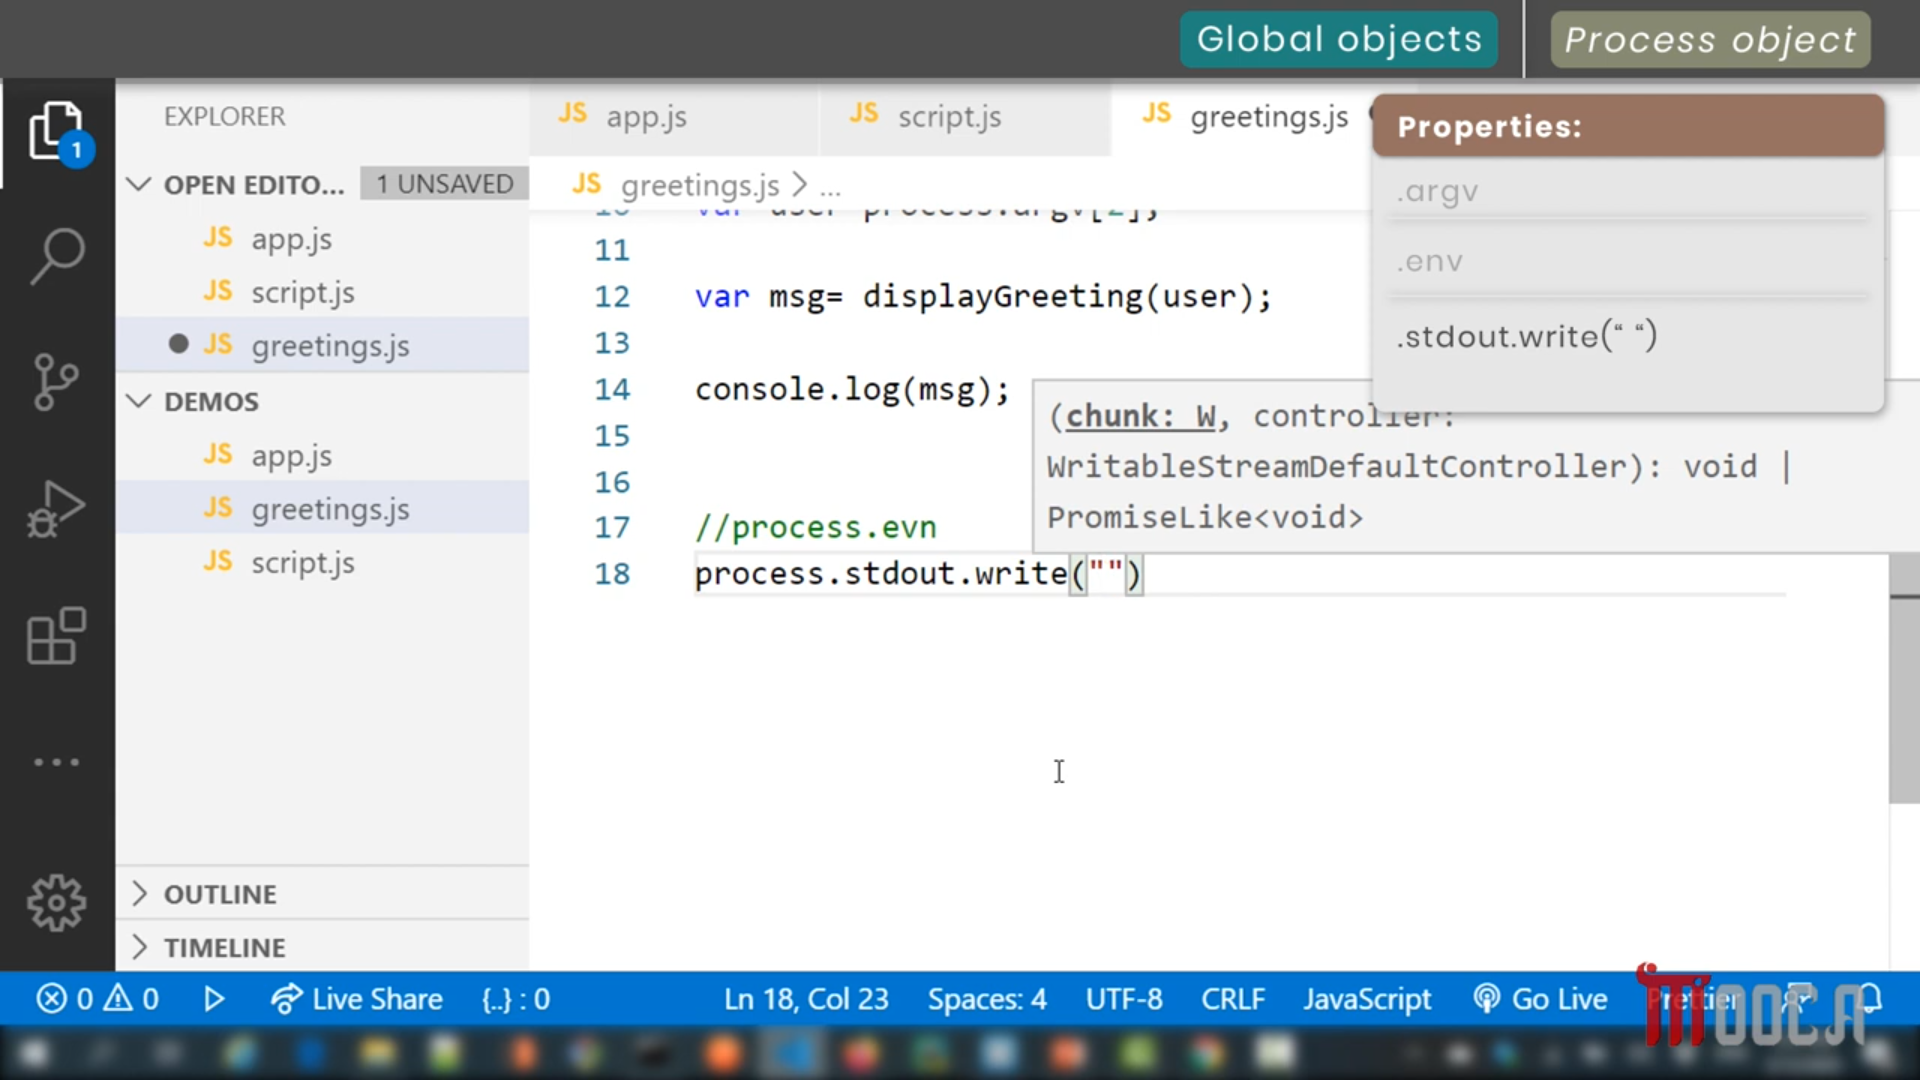 Global objects
Process object
EXPLORER
OPEN EDITO... 1 UNSAVED
JS app.js
JS script.js
JS greetings.js
DEMOS
JS app.js
JS greetings.js
JS script.js
OUTLINE
TIMELINE
1
JS app.js
JS script.js
JS greetings.js
JS greetings.js > ...
10 var user process.argv[2];
11
12 var msg= displayGreeting(user);
13
14 console.log(msg);
15
16
17 //process.evn
18 process.stdout.write("")
(chunk: W, controller:
WritableStreamDefaultController): void |
PromiseLike<void>
Properties:
.argv
.env
.stdout.write(“ “)
0 0 Live Share {..} : 0 Ln 18, Col 23 Spaces: 4 UTF-8 CRLF JavaScript Go Live Prettier
MOOCA